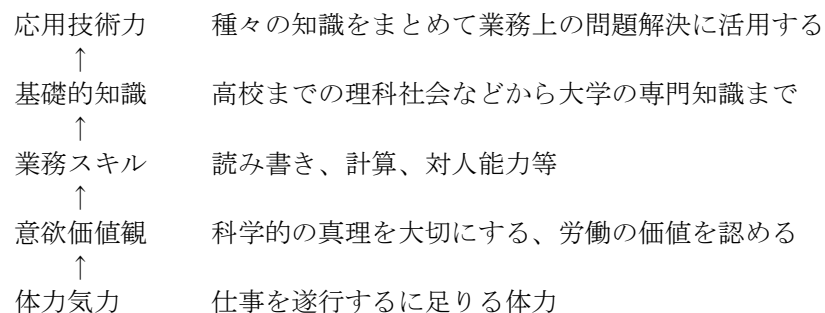 応用技術力 種々の知識をまとめて業務上の問題解決に活用する
↑
基礎的知識 高校までの理科社会などから大学の専門知識まで
↑
業務スキル 読み書き、計算、対人能力等
↑
意欲価値観 科学的の真理を大切にする、労働の価値を認める
↑
体力気力 仕事を遂行するに足りる体力